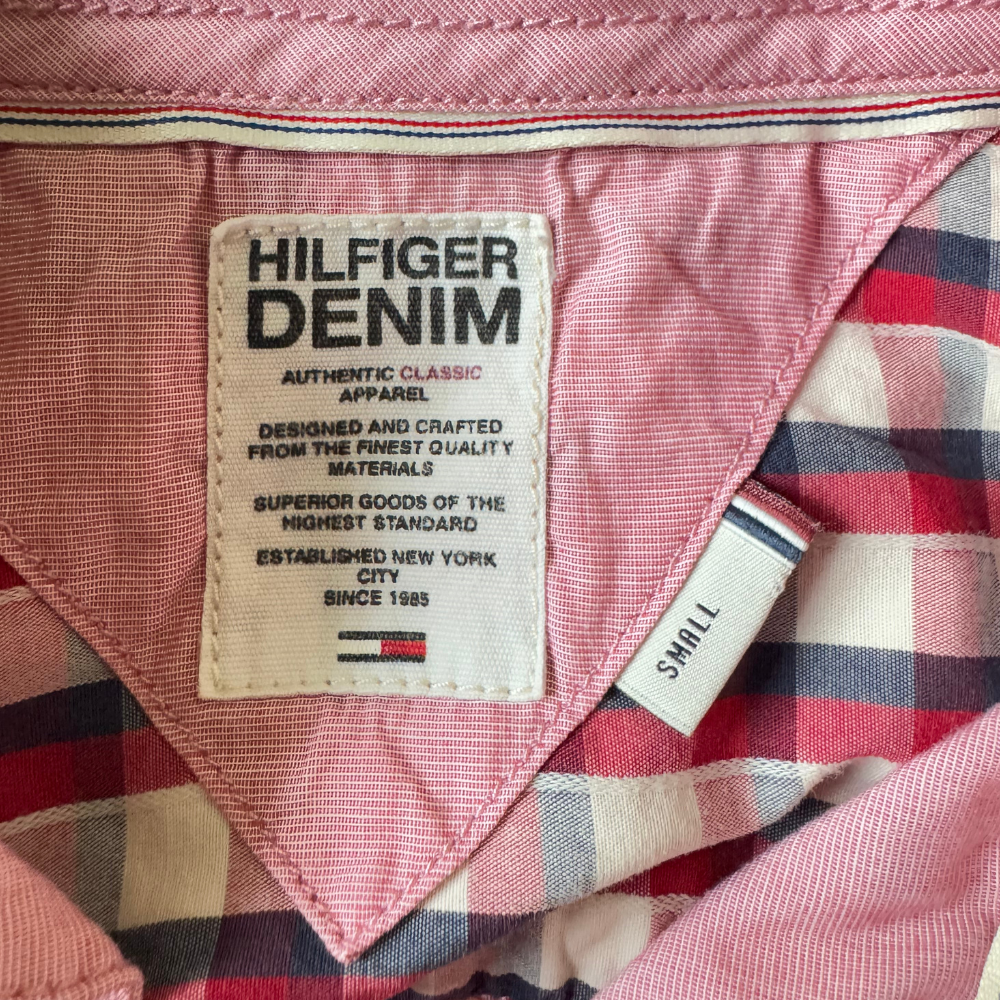 HILFIGER
DENIM
AUTHENTIC CLASSIC
APPAREL
DESIGNED AND CRAFTED
FROM THE FINEST QUALITY
MATERIALS
SUPERIOR GOODS OF THE
HIGHEST STANDARD
ESTABLISHED NEW YORK
CITY
SINCE 1985
SMALL